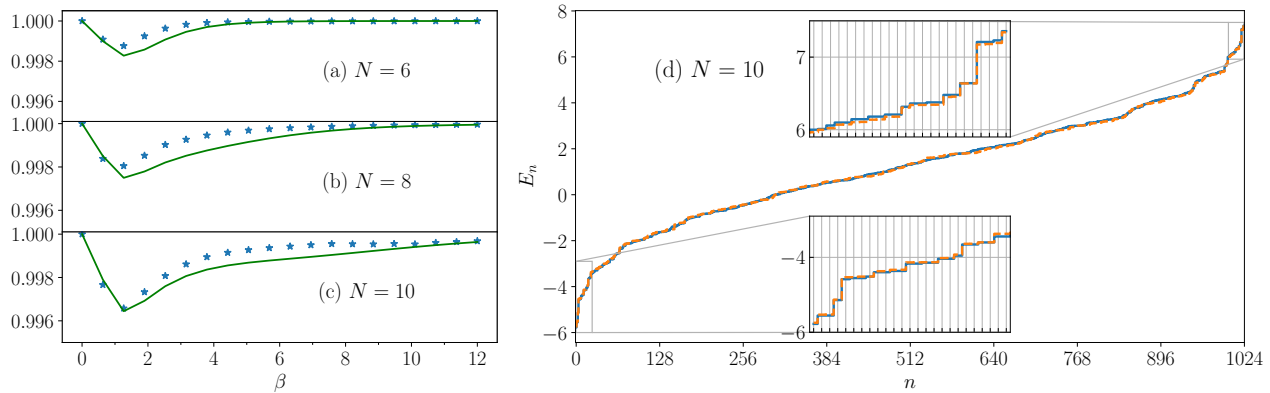 1.000
0.998
0.996
(a) N = 6
1.000
0.998
0.996
(b) N = 8
1.000
0.998
0.996
(c) N = 10
0 2 4 6 8 10 12
β
8
6
4
2
0
−2
−4
−6
E_n
(d) N = 10
7
6
−4
−6
0 128 256 384 512 640 768 896 1024
n